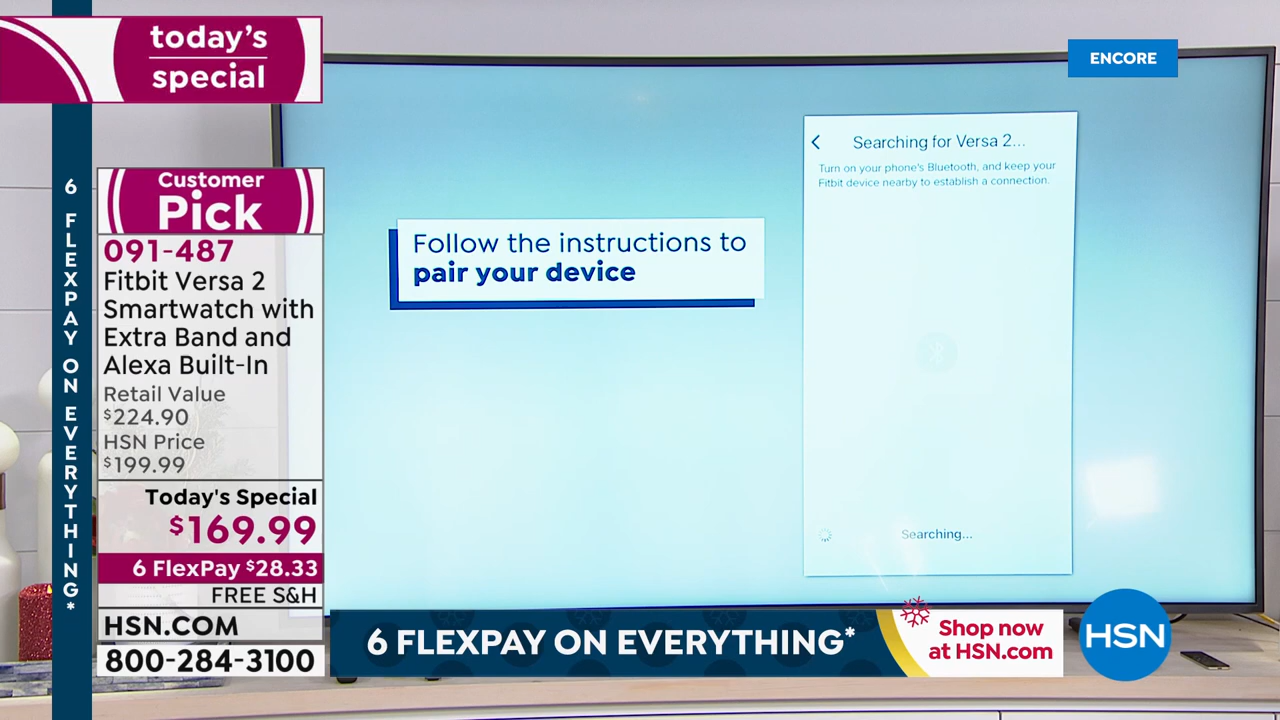 today's
special
ENCORE
6 FLEXPAY ON EVERYTHING*
Customer
Pick
091-487
Fitbit Versa 2
Smartwatch with
Extra Band and
Alexa Built-In
Retail Value
$224.90
HSN Price
$199.99
Today's Special
$169.99
6 FlexPay $28.33
FREE S&H
HSN.COM
800-284-3100
Follow the instructions to
pair your device
Searching for Versa 2...
Turn on your phone's Bluetooth, and keep your
Fitbit device nearby to establish a connection.
Searching...
6 FLEXPAY ON EVERYTHING*
Shop now
at HSN.com
HSN